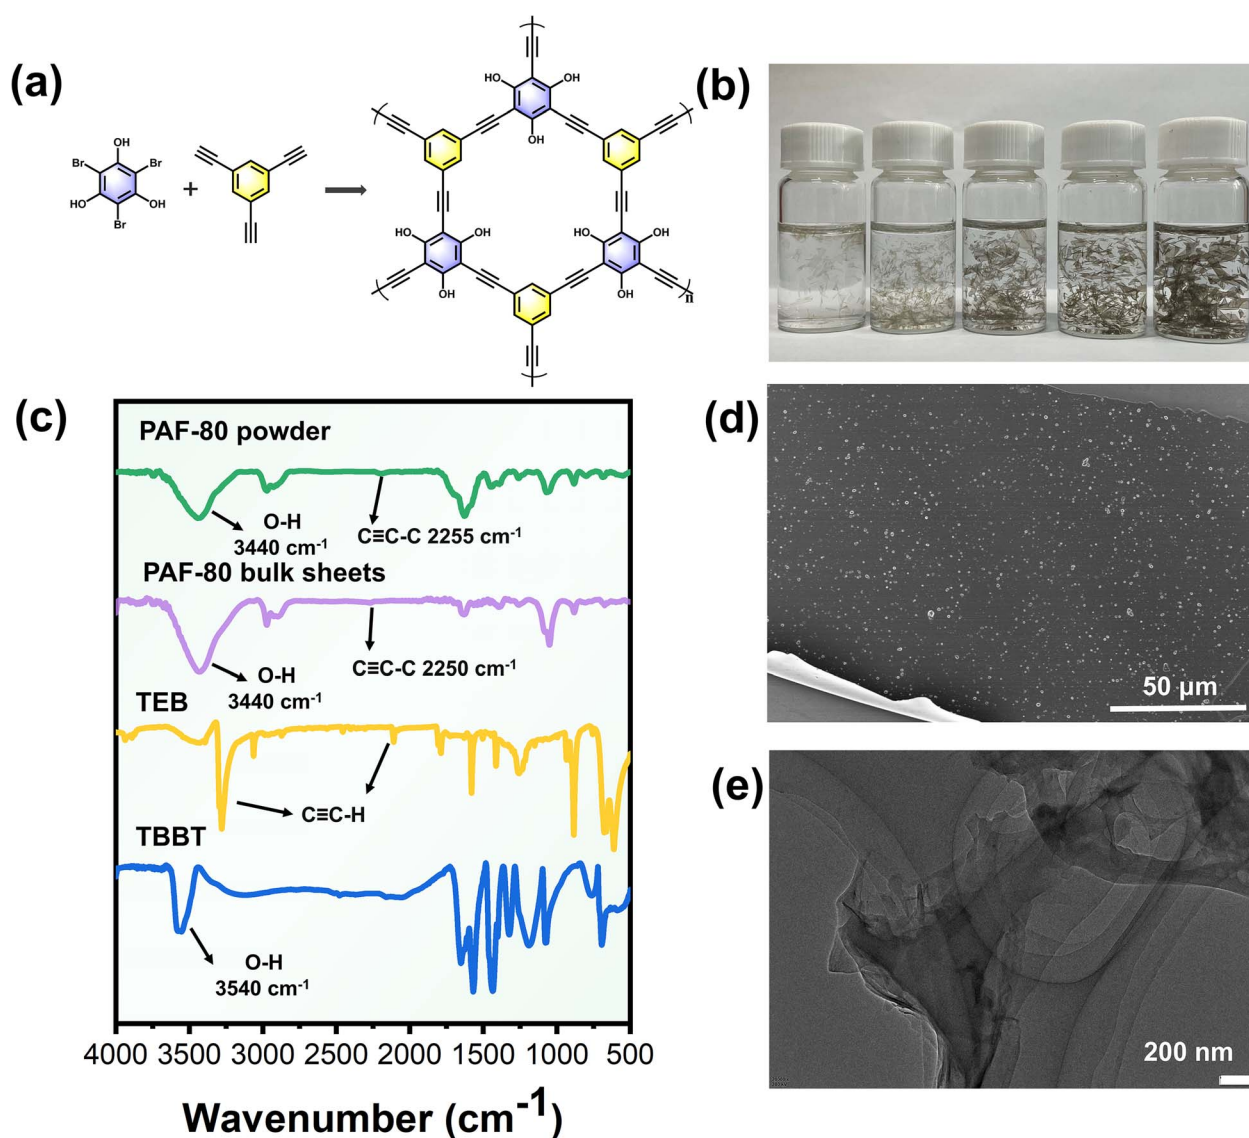 (a)
OH
Br
Br
HO
OH
Br
+
HO
OH
OH
HO
OH
OH
HO
OH
OH
n
(b)
(c)
PAF-80 powder
O-H
3440 cm⁻¹
C≡C-C 2255 cm⁻¹
PAF-80 bulk sheets
O-H
3440 cm⁻¹
C≡C-C 2250 cm⁻¹
TEB
C≡C-H
TBBT
O-H
3540 cm⁻¹
4000 3500 3000 2500 2000 1500 1000 500
Wavenumber (cm⁻¹)
(d)
50 μm
(e)
200 nm